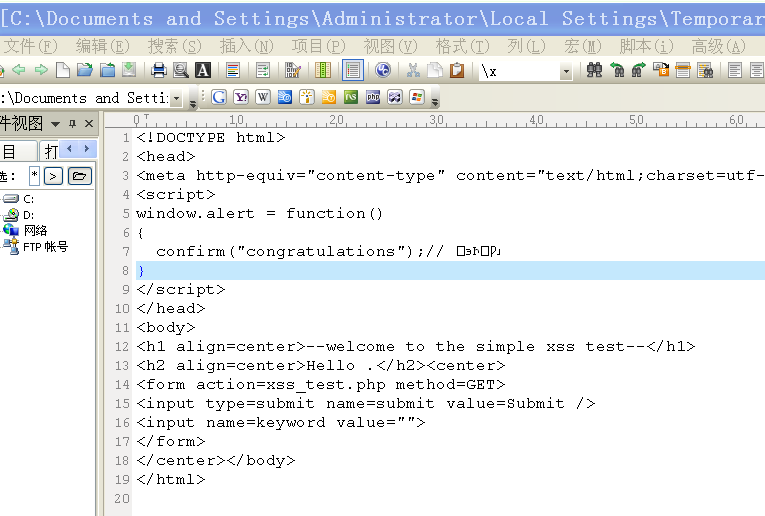 [C:\Documents and Settings\Administrator\Local Settings\Temporar
文件(F) 编辑(E) 搜索(S) 插入(N) 项目(P) 视图(V) 格式(T) 列(L) 宏(M) 脚本(i) 高级(A)
\x
:\Documents and Setti:
件视图
目 打
选: * >
C:
D:
网络
FTP 帐号
0 10 20 30 40 50 60
1 <!DOCTYPE html>
2 <head>
3 <meta http-equiv="content-type" content="text/html;charset=utf-
4 <script>
5 window.alert = function()
6 {
7 confirm("congratulations");//
8 }
9 </script>
10 </head>
11 <body>
12 <h1 align=center>--welcome to the simple xss test--</h1>
13 <h2 align=center>Hello .</h2><center>
14 <form action=xss_test.php method=GET>
15 <input type=submit name=submit value=Submit />
16 <input name=keyword value="">
17 </form>
18 </center></body>
19 </html>
20